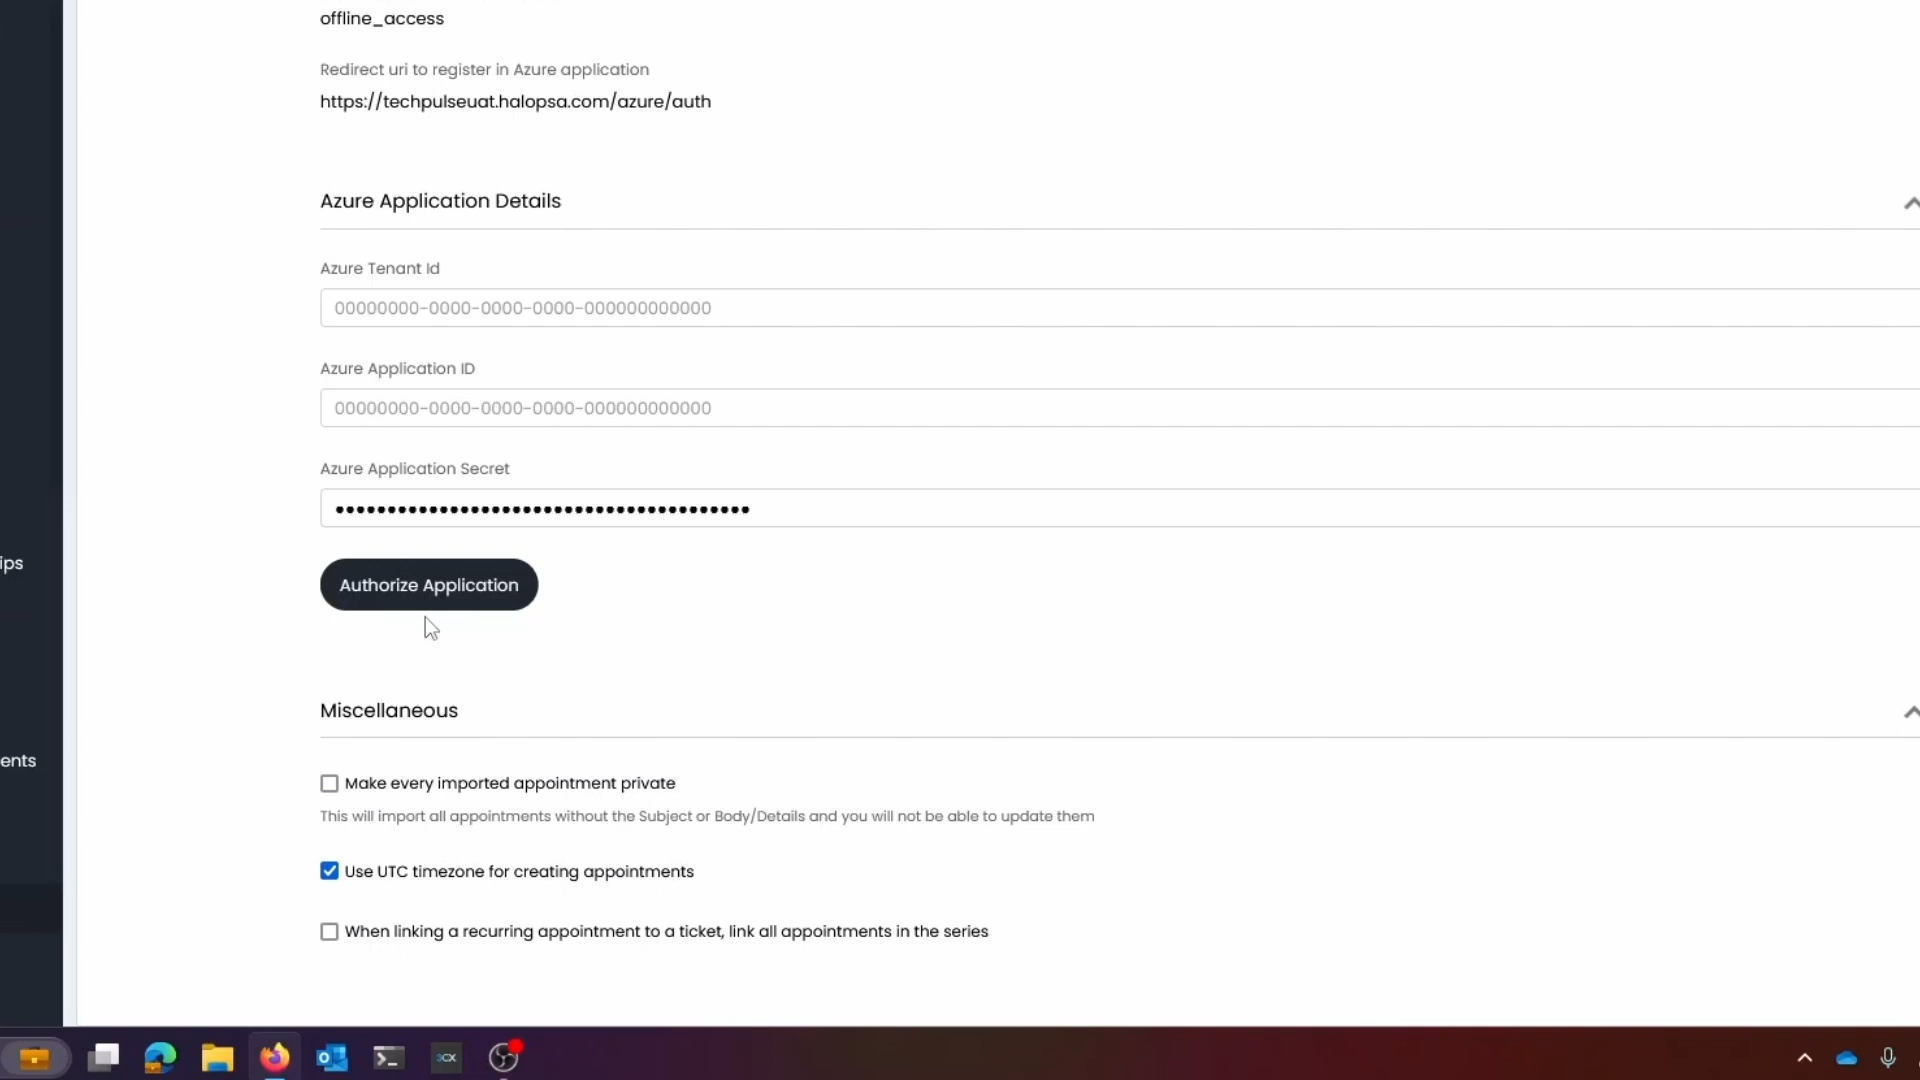 offline_access
Redirect uri to register in Azure application
https://techpulseuat.halopsa.com/azure/auth
Azure Application Details
Azure Tenant Id
00000000-0000-0000-0000-000000000000
Azure Application ID
00000000-0000-0000-0000-000000000000
Azure Application Secret
••••••••••••••••••••••••••••••••••••••••
ips
Authorize Application
Miscellaneous
ents
Make every imported appointment private
This will import all appointments without the Subject or Body/Details and you will not be able to update them
Use UTC timezone for creating appointments
When linking a recurring appointment to a ticket, link all appointments in the series
3CX